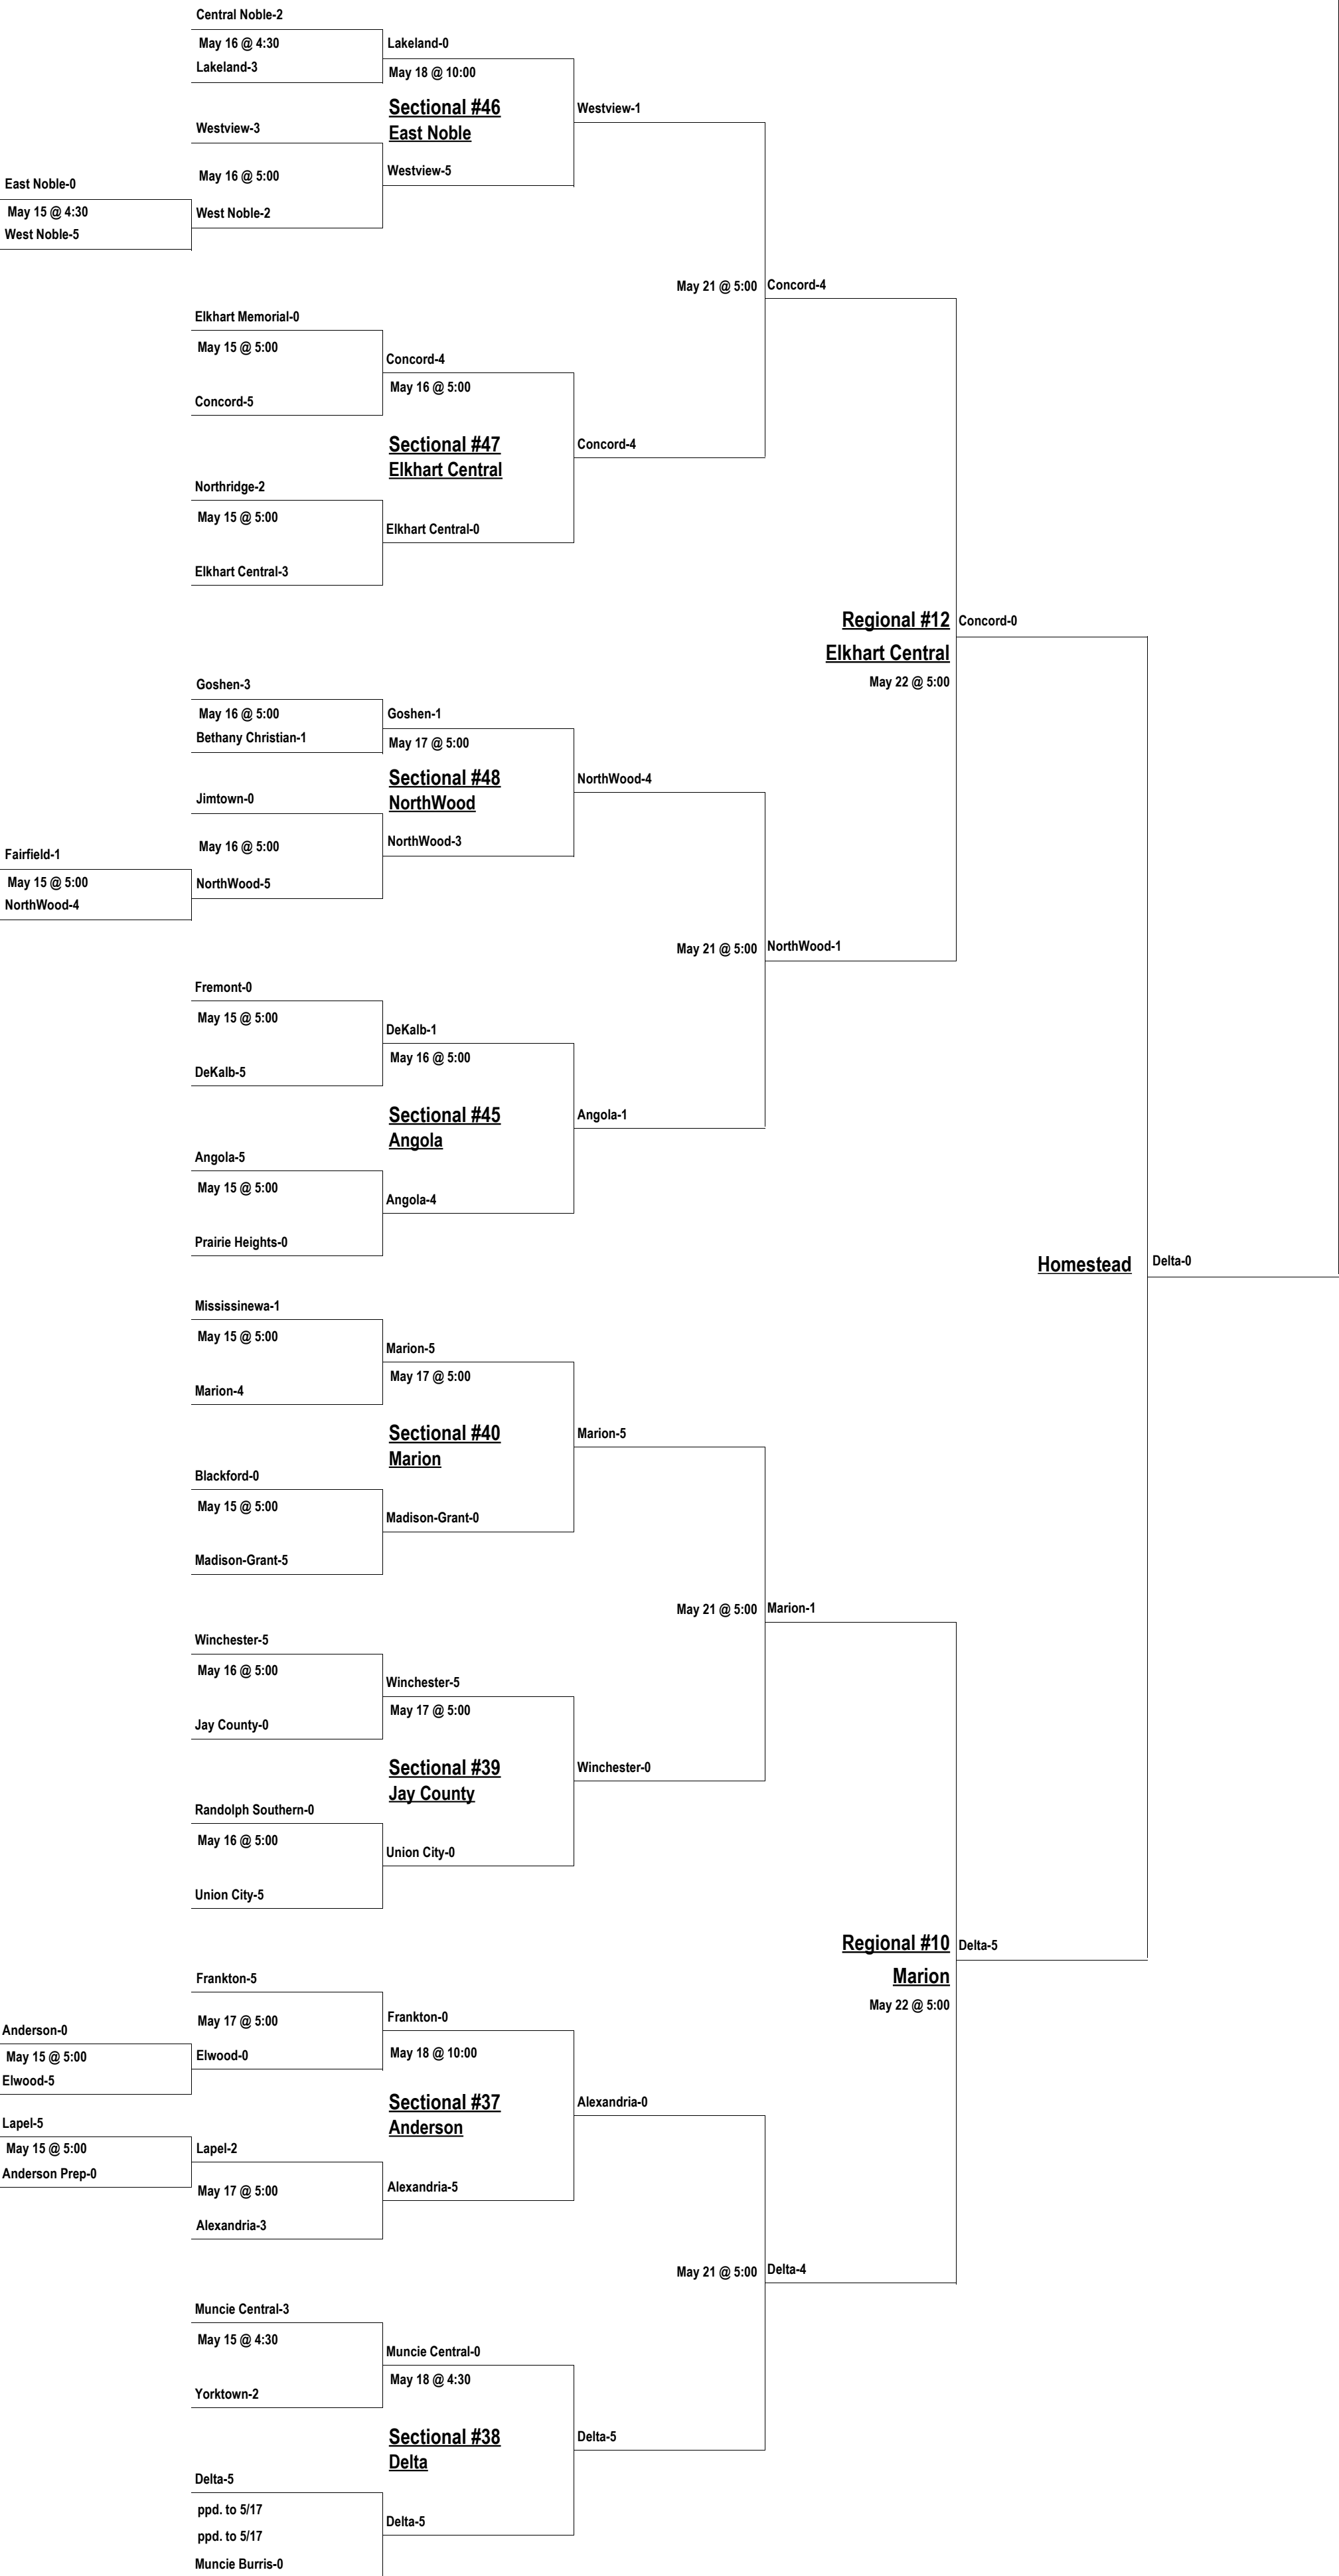 Central Noble-2
May 16 @ 4:30
Lakeland-3
Lakeland-0
May 18 @ 10:00
Sectional #46
East Noble
Westview-1
Westview-3
May 16 @ 5:00
Westview-5
East Noble-0
May 15 @ 4:30
West Noble-5
West Noble-2
May 21 @ 5:00
Concord-4
Elkhart Memorial-0
May 15 @ 5:00
Concord-5
Concord-4
May 16 @ 5:00
Sectional #47
Elkhart Central
Concord-4
Northridge-2
May 15 @ 5:00
Elkhart Central-3
Elkhart Central-0
Regional #12
Elkhart Central
May 22 @ 5:00
Concord-0
Goshen-3
May 16 @ 5:00
Bethany Christian-1
Goshen-1
May 17 @ 5:00
Sectional #48
NorthWood
NorthWood-4
Jimtown-0
May 16 @ 5:00
NorthWood-3
Fairfield-1
May 15 @ 5:00
NorthWood-4
NorthWood-5
May 21 @ 5:00
NorthWood-1
Fremont-0
May 15 @ 5:00
DeKalb-5
DeKalb-1
May 16 @ 5:00
Sectional #45
Angola
Angola-1
Angola-5
May 15 @ 5:00
Prairie Heights-0
Angola-4
Homestead
Delta-0
Mississinewa-1
May 15 @ 5:00
Marion-4
Marion-5
May 17 @ 5:00
Sectional #40
Marion
Marion-5
Blackford-0
May 15 @ 5:00
Madison-Grant-5
Madison-Grant-0
May 21 @ 5:00
Marion-1
Winchester-5
May 16 @ 5:00
Jay County-0
Winchester-5
May 17 @ 5:00
Sectional #39
Jay County
Winchester-0
Randolph Southern-0
May 16 @ 5:00
Union City-5
Union City-0
Regional #10
Marion
May 22 @ 5:00
Delta-5
Frankton-5
May 17 @ 5:00
Frankton-0
May 18 @ 10:00
Anderson-0
May 15 @ 5:00
Elwood-5
Elwood-0
Sectional #37
Anderson
Alexandria-0
Lapel-5
May 15 @ 5:00
Anderson Prep-0
Lapel-2
May 17 @ 5:00
Alexandria-3
Alexandria-5
May 21 @ 5:00
Delta-4
Muncie Central-3
May 15 @ 4:30
Yorktown-2
Muncie Central-0
May 18 @ 4:30
Sectional #38
Delta
Delta-5
Delta-5
ppd. to 5/17
ppd. to 5/17
Muncie Burris-0
Delta-5